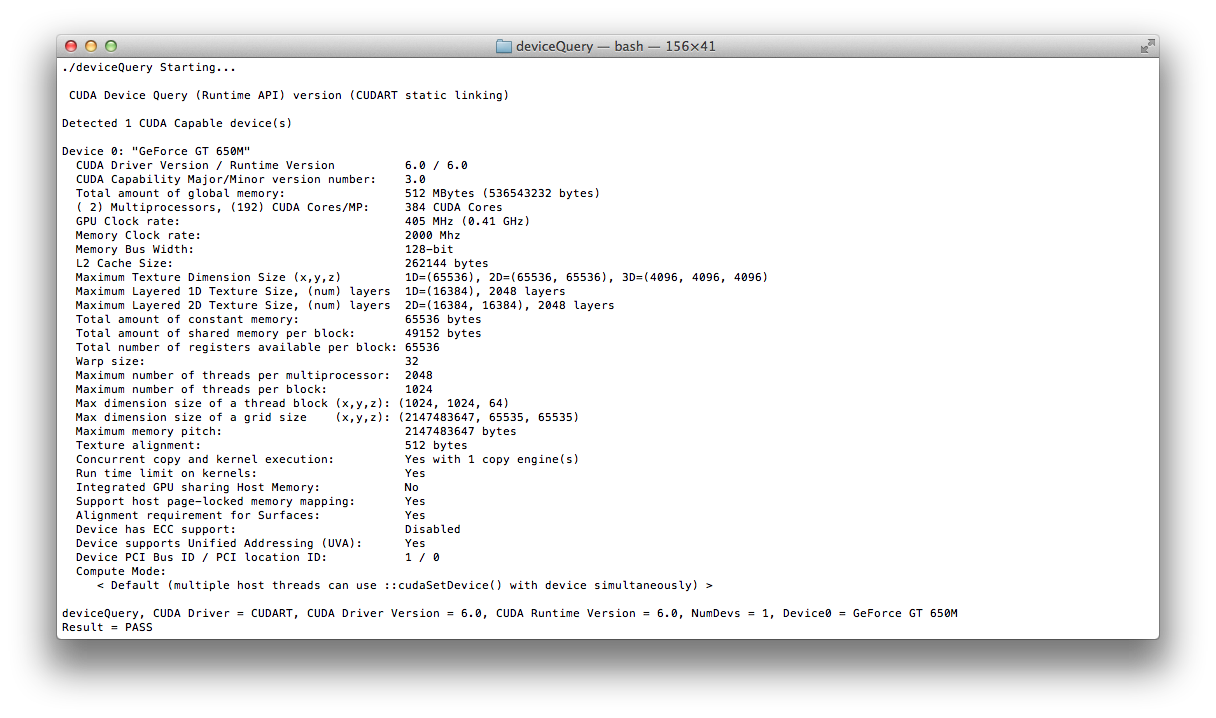 deviceQuery — bash — 156×41
./deviceQuery Starting...
CUDA Device Query (Runtime API) version (CUDART static linking)
Detected 1 CUDA Capable device(s)
Device 0: "GeForce GT 650M"
CUDA Driver Version / Runtime Version          6.0 / 6.0
CUDA Capability Major/Minor version number:    3.0
Total amount of global memory:                 512 MBytes (536543232 bytes)
( 2) Multiprocessors, (192) CUDA Cores/MP:     384 CUDA Cores
GPU Clock rate:                                405 MHz (0.41 GHz)
Memory Clock rate:                             2000 Mhz
Memory Bus Width:                              128-bit
L2 Cache Size:                                 262144 bytes
Maximum Texture Dimension Size (x,y,z)         1D=(65536), 2D=(65536, 65536), 3D=(4096, 4096, 4096)
Maximum Layered 1D Texture Size, (num) layers  1D=(16384), 2048 layers
Maximum Layered 2D Texture Size, (num) layers  2D=(16384, 16384), 2048 layers
Total amount of constant memory:               65536 bytes
Total amount of shared memory per block:       49152 bytes
Total number of registers available per block: 65536
Warp size:                                     32
Maximum number of threads per multiprocessor:  2048
Maximum number of threads per block:           1024
Max dimension size of a thread block (x,y,z): (1024, 1024, 64)
Max dimension size of a grid size    (x,y,z): (2147483647, 65535, 65535)
Maximum memory pitch:                          2147483647 bytes
Texture alignment:                             512 bytes
Concurrent copy and kernel execution:          Yes with 1 copy engine(s)
Run time limit on kernels:                     Yes
Integrated GPU sharing Host Memory:            No
Support host page-locked memory mapping:       Yes
Alignment requirement for Surfaces:            Yes
Device has ECC support:                        Disabled
Device supports Unified Addressing (UVA):      Yes
Device PCI Bus ID / PCI location ID:           1 / 0
Compute Mode:
< Default (multiple host threads can use ::cudaSetDevice() with device simultaneously) >
deviceQuery, CUDA Driver = CUDART, CUDA Driver Version = 6.0, CUDA Runtime Version = 6.0, NumDevs = 1, Device0 = GeForce GT 650M
Result = PASS